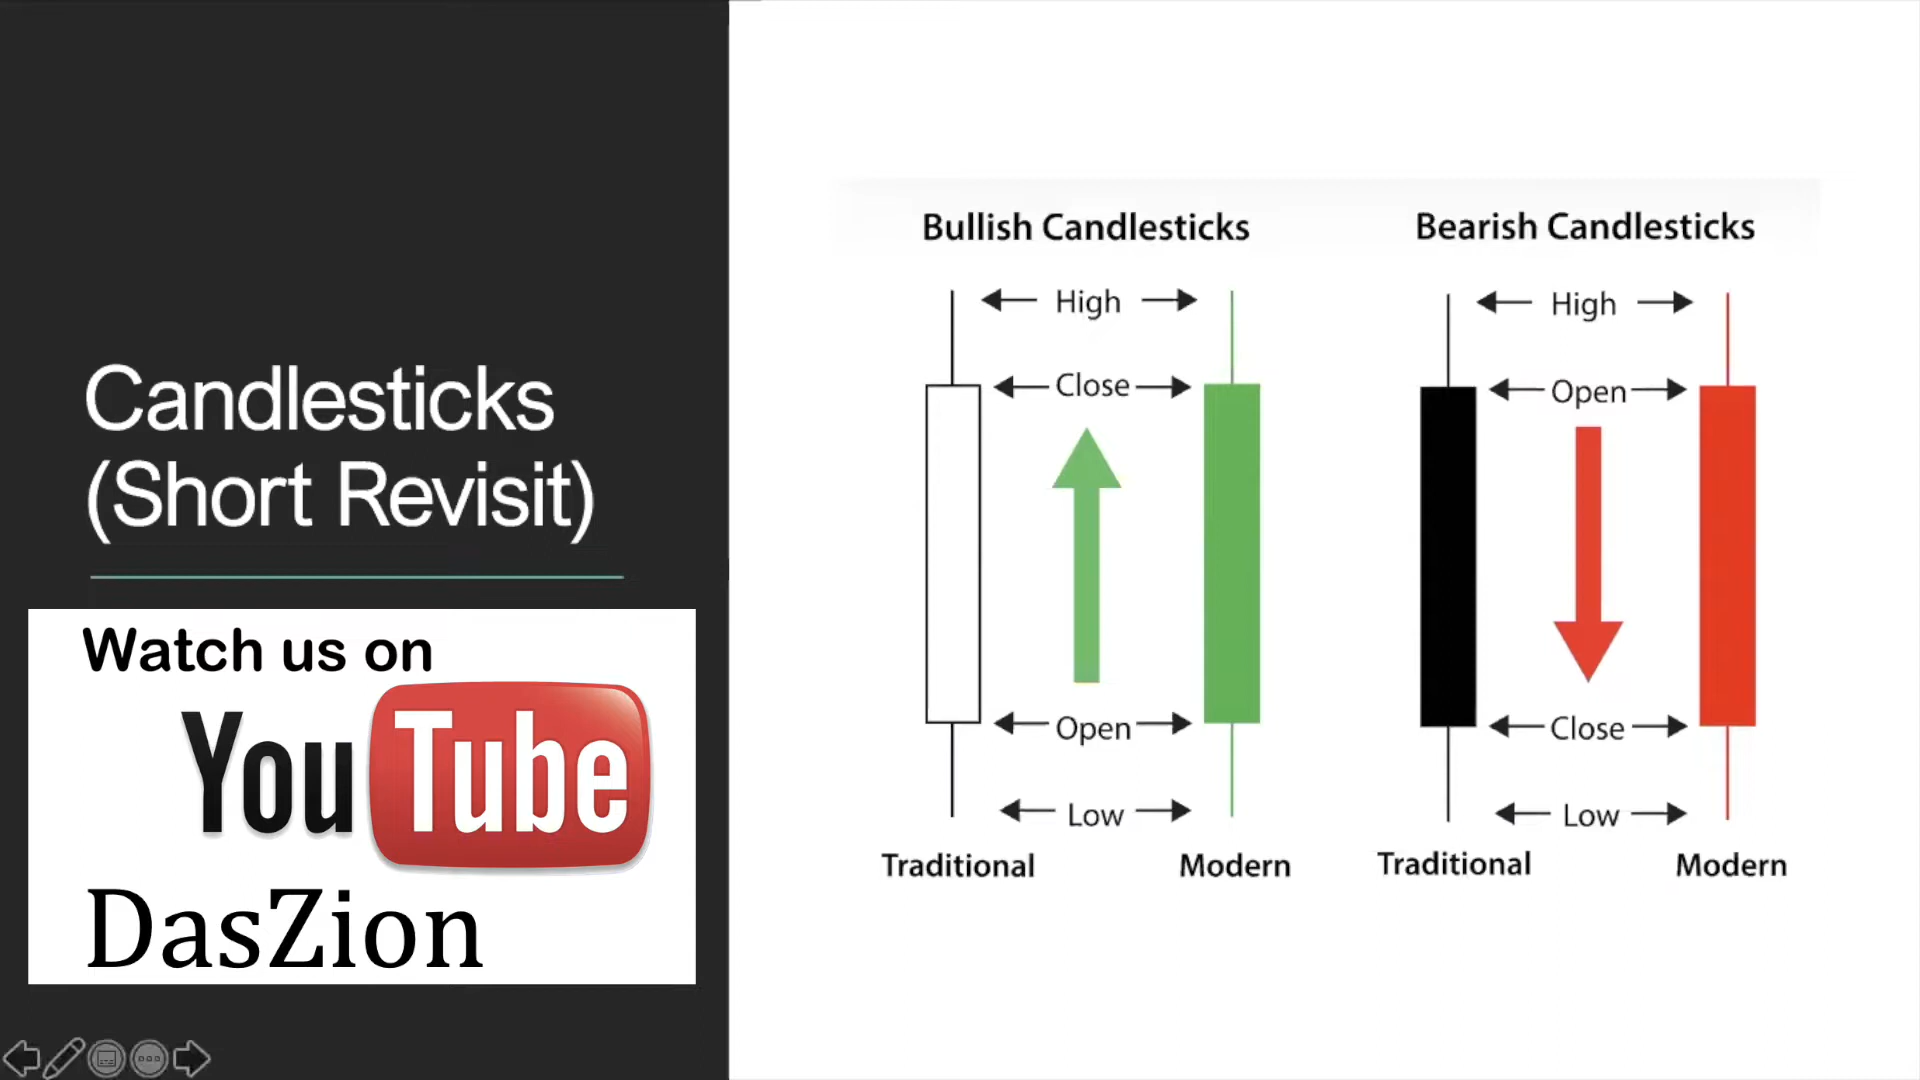 Candlesticks
(Short Revisit)
Watch us on
YouTube
DasZion
Bullish Candlesticks
High
Close
Open
Low
Traditional
Modern
Bearish Candlesticks
High
Open
Close
Low
Traditional
Modern